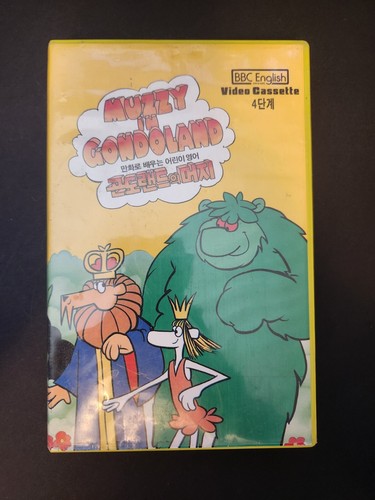 BBC English
Video Cassette
4단계
MUZZY
IN
GONDOLAND
만화로 배우는 어린이 영어
곤도랜드의 머지